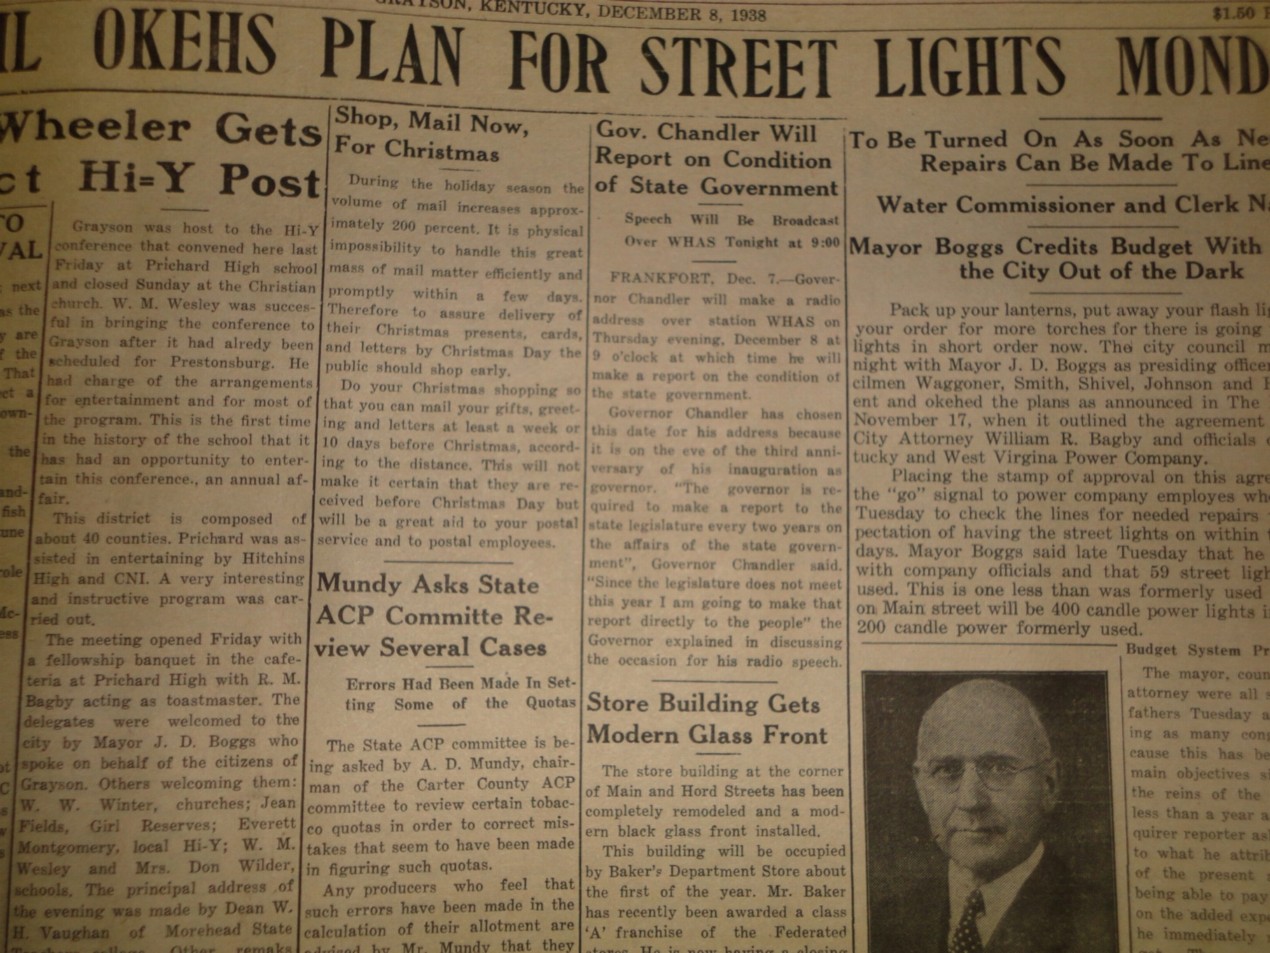 GRAYSON, KENTUCKY, DECEMBER 8, 1938
$1.50
OKEHS PLAN FOR STREET LIGHTS MOND
TO
VAL
next
as the
y are
f the
That
ect a
own-
the
and-
fish
une
role
Mc-
ess
Wheeler Gets
ct Hi-Y Post
Grayson was host to the Hi-Y
conference that convened here last
Friday at Prichard High school
and closed Sunday at the Christian
church. W. M. Wesley was succes-
ful in bringing the conference to
Grayson after it had alredy been
scheduled for Prestonsburg. He
had charge of the arrangements
for entertainment and for most of
the program. This is the first time
in the history of the school that it
has had an opportunity to enter-
tain this conference., an annual af-
fair.
This district is composed of
about 40 counties. Prichard was as-
sisted in entertaining by Hitchins
High and CNI. A very interesting
and instructive program was car-
ried out.
The meeting opened Friday with
a fellowship banquet in the cafe-
teria at Prichard High with R. M.
Bagby acting as toastmaster. The
delegates were welcomed to the
city by Mayor J. D. Boggs who
spoke on behalf of the citizens of
Grayson. Others welcoming them:
W. W. Winter, churches; Jean
Fields, Girl Reserves; Everett
Montgomery, local Hi-Y; W. M.
Wesley and Mrs. Don Wilder,
schools. The principal address of
the evening was made by Dean W.
H. Vaughan of Morehead State
Teachers college. Other remaks
Shop, Mail Now,
For Christmas
During the holiday season the
volume of mail increases approx-
imately 200 percent. It is physical
impossibility to handle this great
mass of mail matter efficiently and
promptly within a few days.
Therefore to assure delivery of
their Christmas presents, cards,
and letters by Christmas Day the
public should shop early.
Do your Christmas shopping so
that you can mail your gifts, greet-
ing and letters at least a week or
10 days before Christmas, accord-
ing to the distance. This will not
make it certain that they are re-
ceived before Christmas Day but
will be a great aid to your postal
service and to postal employees.
Mundy Asks State
ACP Committe Re-
view Several Cases
Errors Had Been Made In Set-
ting Some of the Quotas
The State ACP committee is be-
ing asked by A. D. Mundy, chair-
man of the Carter County ACP
committee to review certain tobac-
co quotas in order to correct mis-
takes that seem to have been made
in figuring such quotas.
Any producers who feel that
such errors have been made in the
calculation of their allotment are
advised by Mr. Mundy that they
Gov. Chandler Will
Report on Condition
of State Government
Speech Will Be Broadcast
Over WHAS Tonight at 9:00
FRANKFORT, Dec. 7.—Gover-
nor Chandler will make a radio
address over station WHAS on
Thursday evening, December 8 at
9 o'clock at which time he will
make a report on the condition of
the state government.
Governor Chandler has chosen
this date for his address because
it is on the eve of the third anni-
versary of his inauguration as
governor. "The governor is re-
quired to make a report to the
state legislature every two years on
the affairs of the state govern-
ment", Governor Chandler said.
"Since the legislature does not meet
this year I am going to make that
report directly to the people" the
Governor explained in discussing
the occasion for his radio speech.
Store Building Gets
Modern Glass Front
The store building at the corner
of Main and Hord Streets has been
completely remodeled and a mod-
ern black glass front installed.
This building will be occupied
by Baker's Department Store about
the first of the year. Mr. Baker
has recently been awarded a class
'A' franchise of the Federated
stores. He is now having a closing
To Be Turned On As Soon As Ne
Repairs Can Be Made To Line
Water Commissioner and Clerk Na
Mayor Boggs Credits Budget With
the City Out of the Dark
Pack up your lanterns, put away your flash lig
your order for more torches for there is going
lights in short order now. The city council m
night with Mayor J. D. Boggs as presiding officer
cilmen Waggoner, Smith, Shivel, Johnson and
ent and okehed the plans as announced in The
November 17, when it outlined the agreement
City Attorney William R. Bagby and officials
tucky and West Virgina Power Company.
Placing the stamp of approval on this agre
the "go" signal to power company employes who
Tuesday to check the lines for needed repairs
pectation of having the street lights on within
days. Mayor Boggs said late Tuesday that he
with company officials and that 59 street ligh
used. This is one less than was formerly used
on Main street will be 400 candle power lights i
200 candle power formerly used.
Budget System Pr
The mayor, coun
attorney were all
fathers Tuesday a
ing as many cong
cause this has be
main objectives si
the reins of the
less than a year a
quirer reporter as
to what he attrib
of the present
being able to pay
on the added expe
he immediately